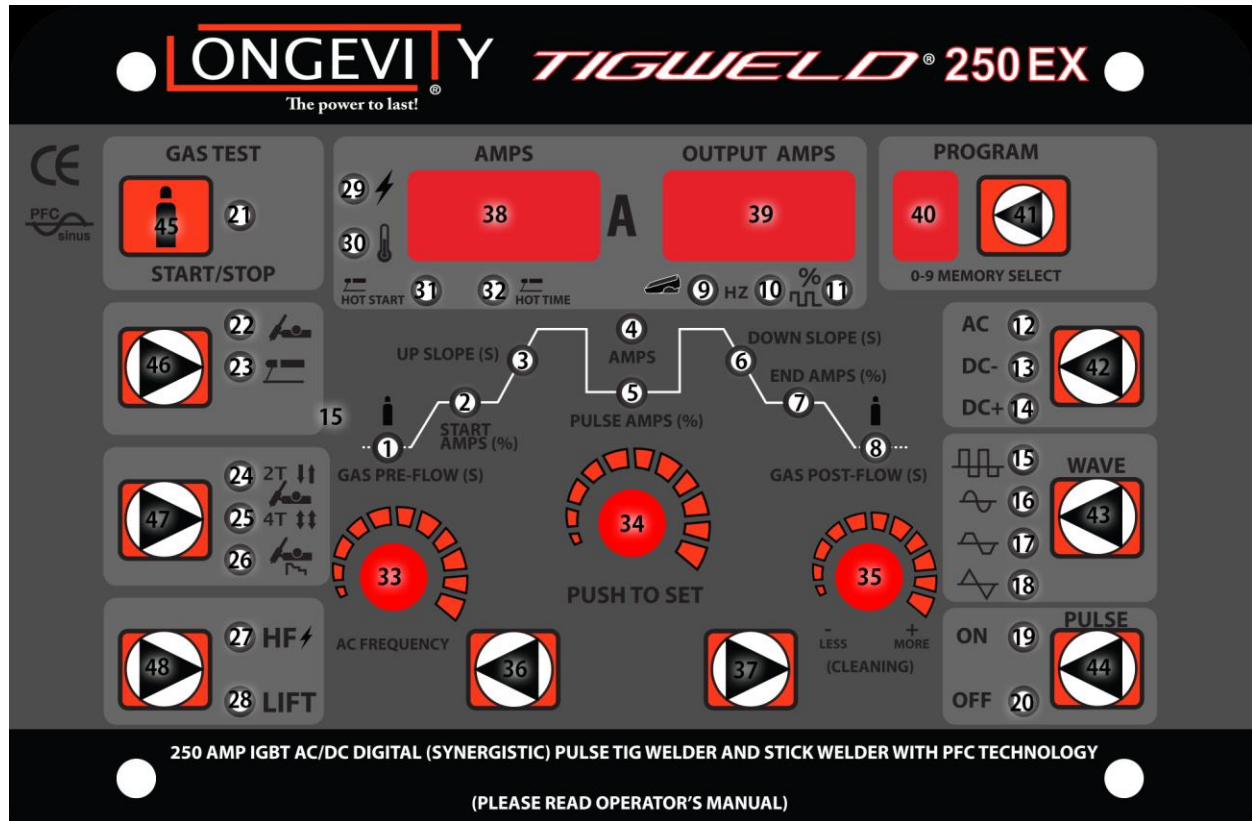 LONGEVITY®
The power to last!
TIGWELD® 250 EX
CE
PFC
sinus
GAS TEST
45
21
START/STOP
AMPS
OUTPUT AMPS
29
30
38
A
39
HOT START
31
32
HOT TIME
9
HZ
10
%
11
PROGRAM
40
41
0-9 MEMORY SELECT
46
22
23
15
1
GAS PRE-FLOW (S)
2
START
AMPS (%)
UP SLOPE (S)
3
4
AMPS
5
PULSE AMPS (%)
DOWN SLOPE (S)
6
END AMPS (%)
7
8
GAS POST-FLOW (S)
AC 12
DC- 13
DC+ 14
42
47
24 2T
25 4T
26
33
AC FREQUENCY
34
PUSH TO SET
35
- +
LESS MORE
(CLEANING)
15
16
17
18
WAVE
43
48
27 HF
28 LIFT
36
37
PULSE
ON 19
OFF 20
44
250 AMP IGBT AC/DC DIGITAL (SYNERGISTIC) PULSE TIG WELDER AND STICK WELDER WITH PFC TECHNOLOGY
(PLEASE READ OPERATOR'S MANUAL)